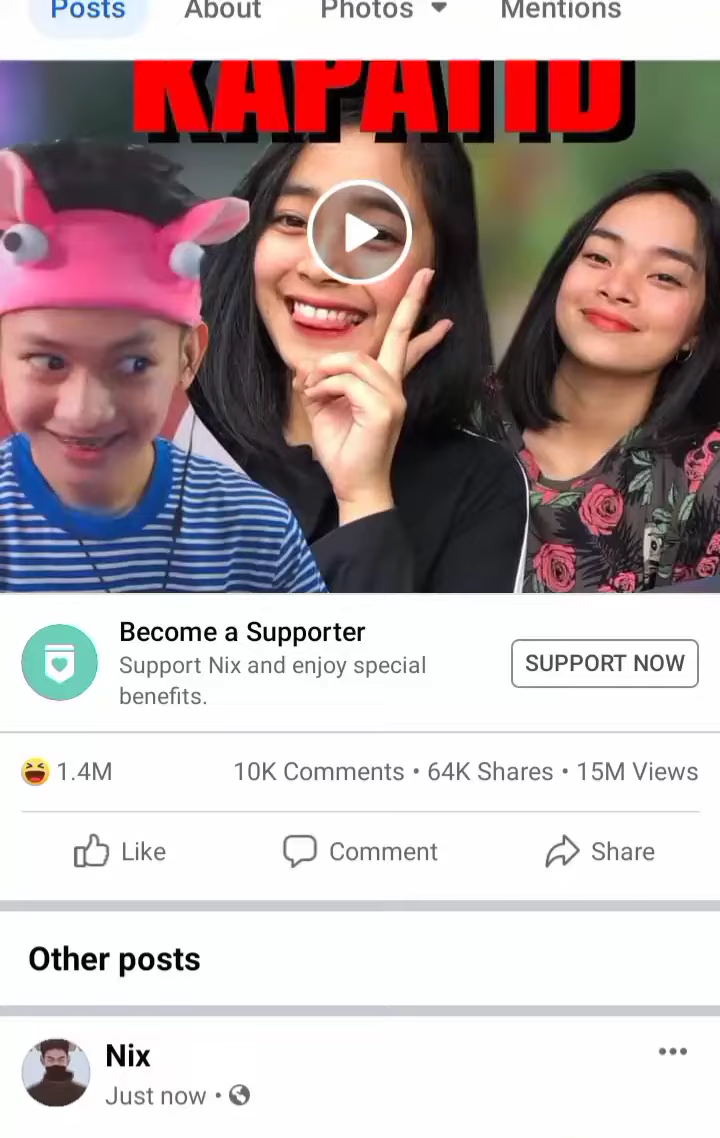 Posts About Photos Mentions
KAPATID
Become a Supporter
Support Nix and enjoy special
benefits.
SUPPORT NOW
1.4M 10K Comments • 64K Shares • 15M Views
Like Comment Share
Other posts
Nix
Just now •